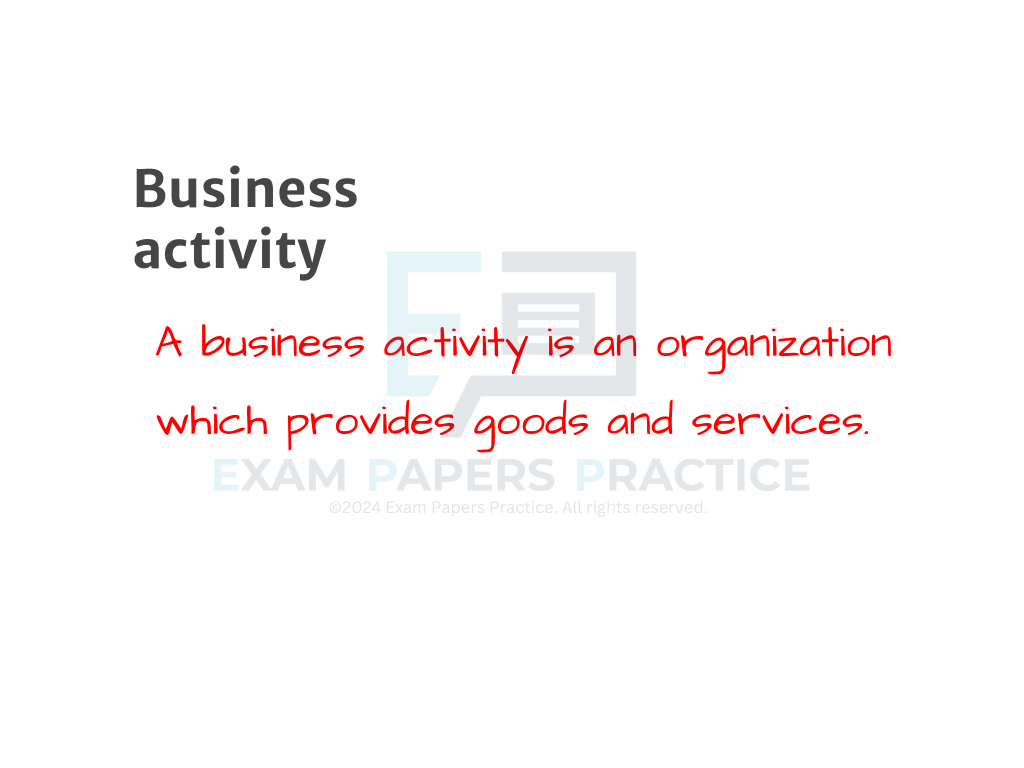 Business
activity
A business activity is an organization
which provides goods and services.
EXAM PAPERS PRACTICE
©2024 Exam Papers Practice. All rights reserved.